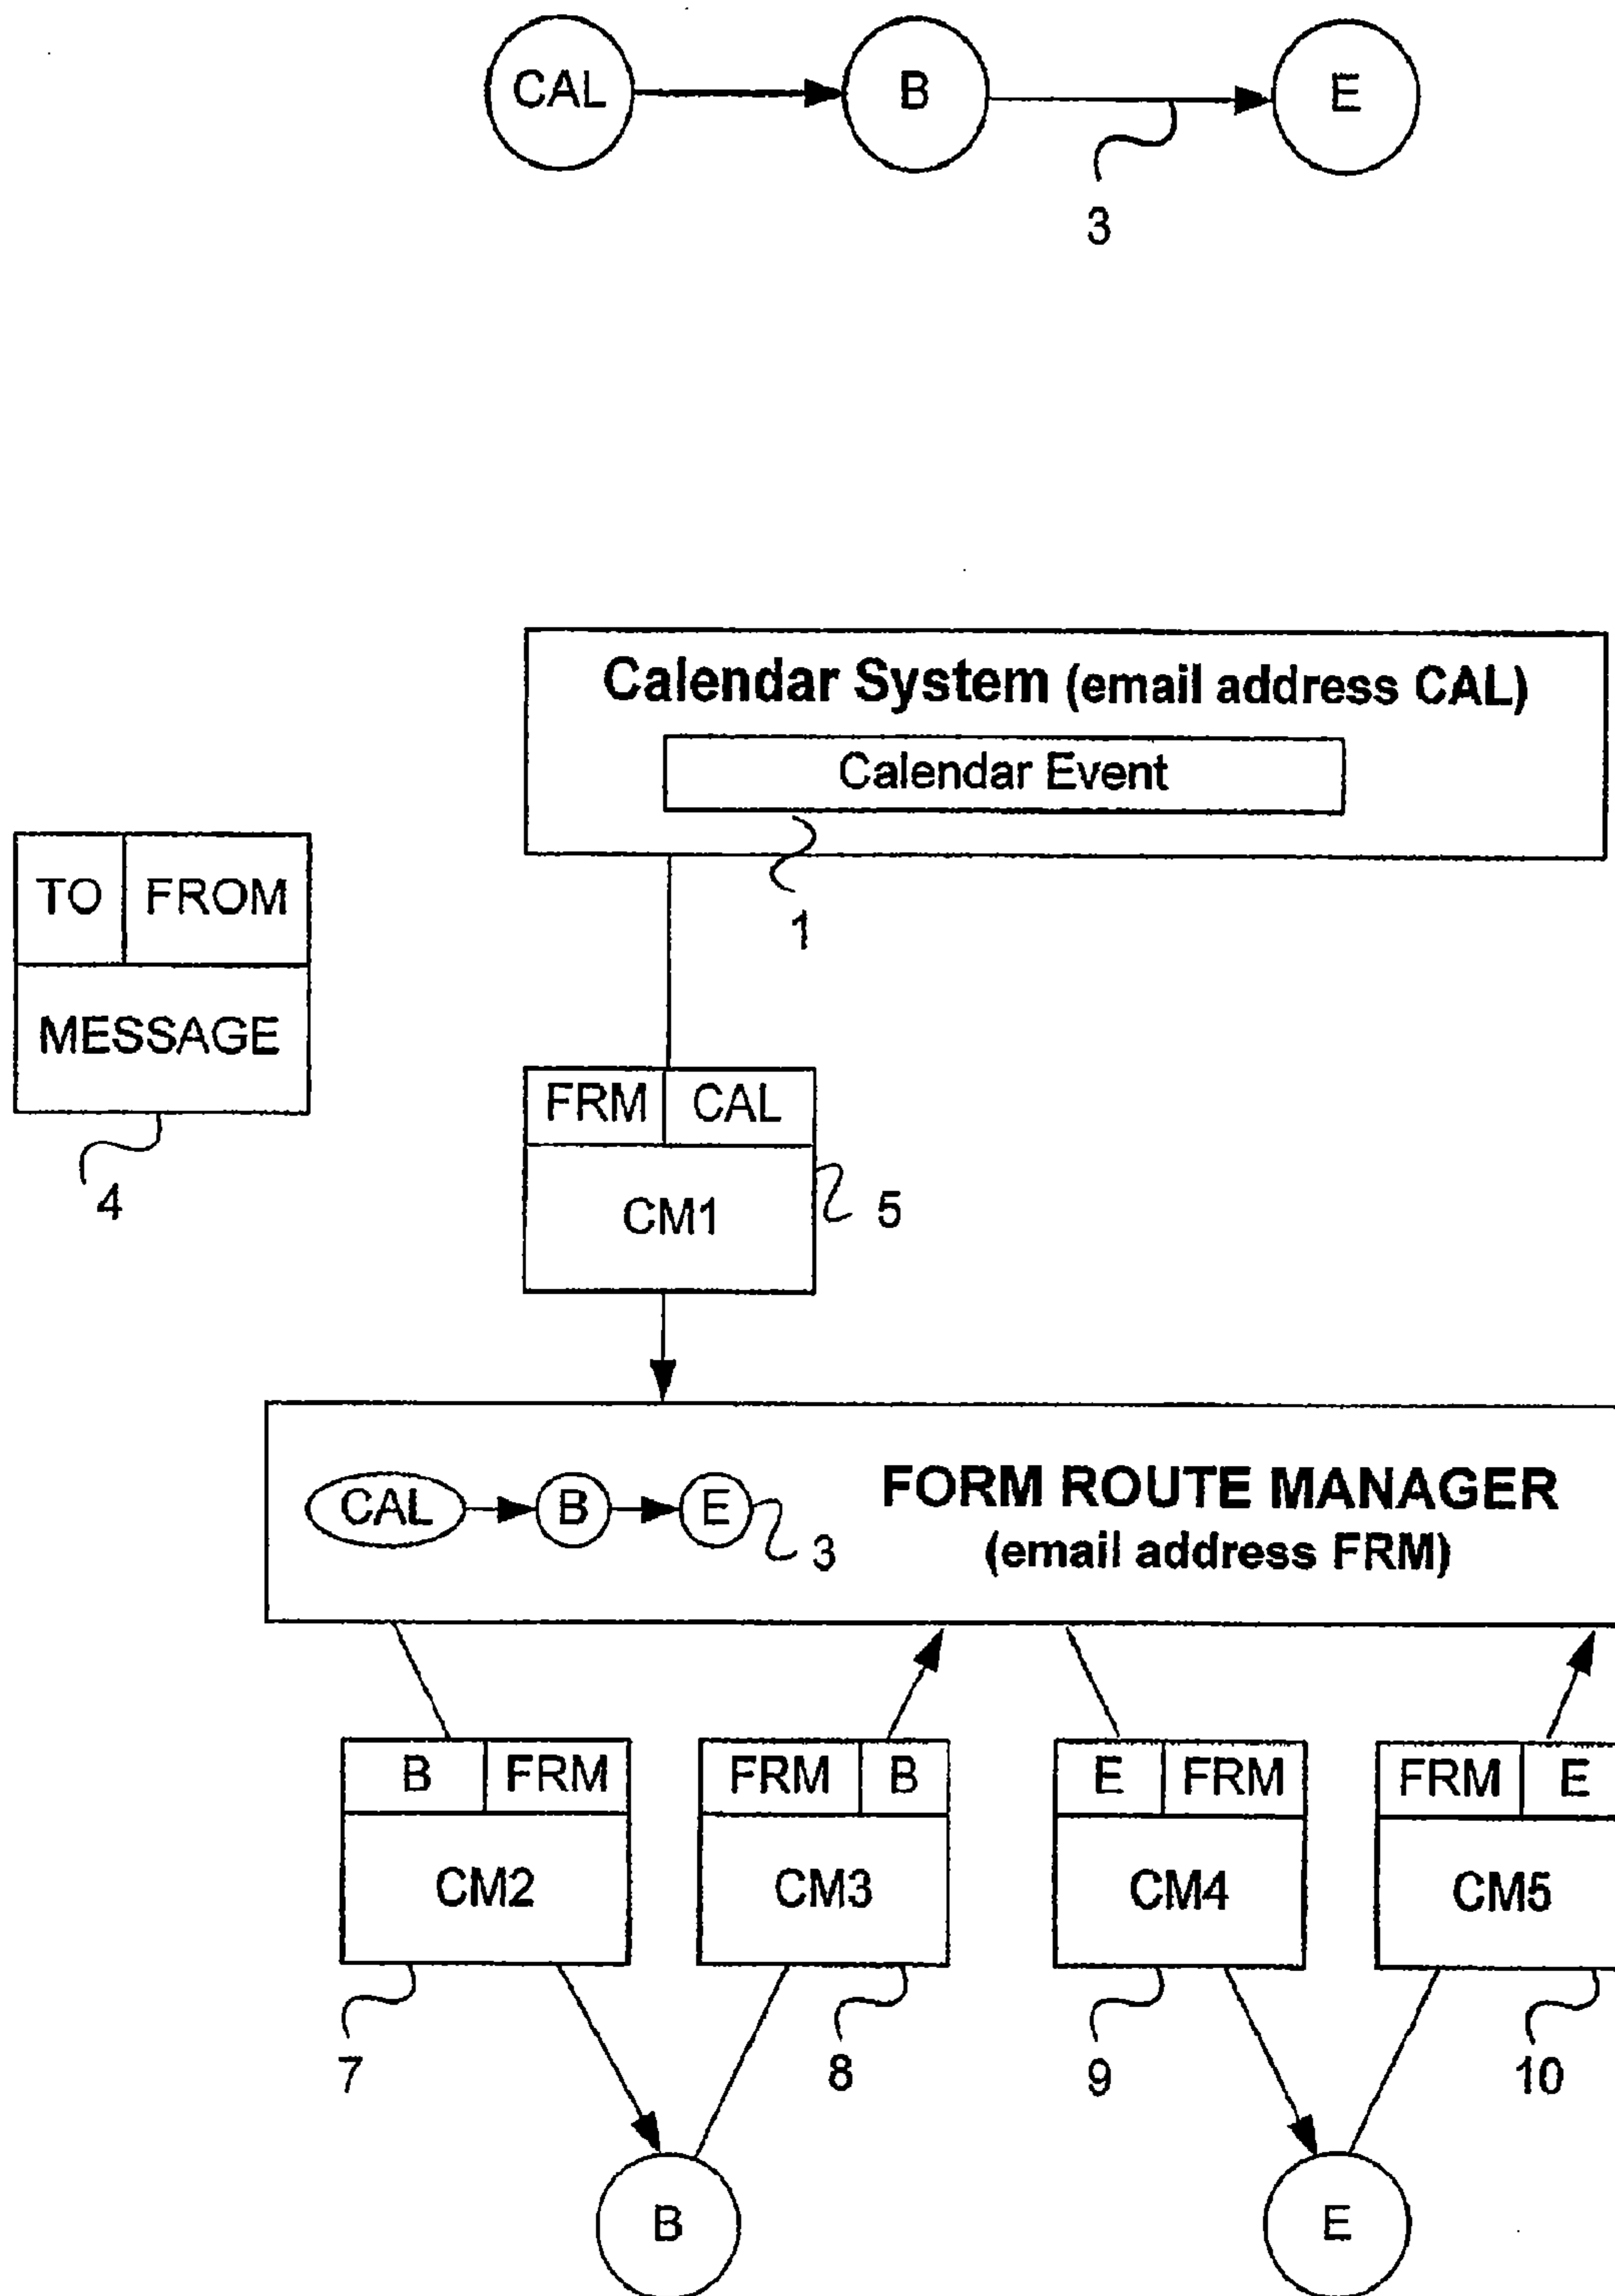 CAL B E
3
Calendar System (email address CAL)
Calendar Event
1
TO FROM
MESSAGE
4
FRM CAL
CM1
5
CAL B E 3
FORM ROUTE MANAGER
(email address FRM)
B FRM
CM2
7
FRM B
CM3
8
E FRM
CM4
9
FRM E
CM5
10
B
E